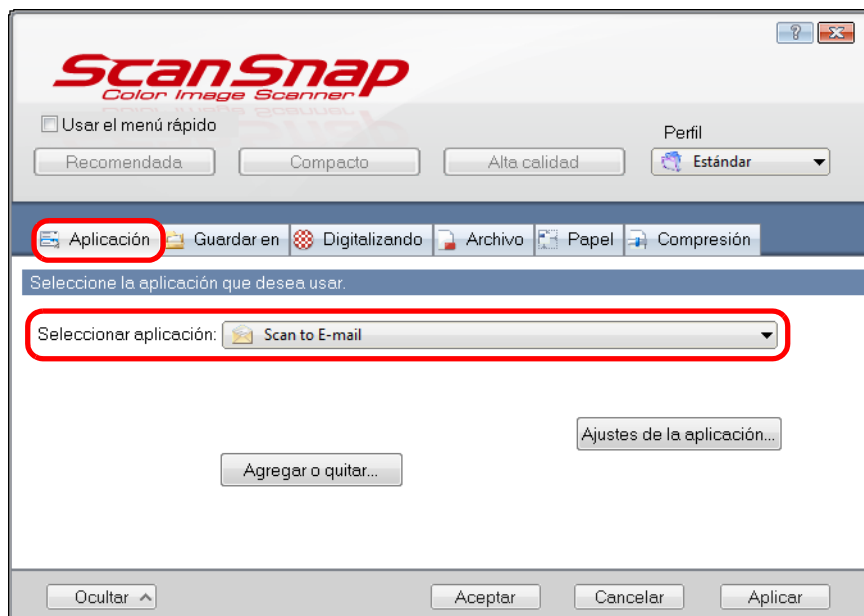 ScanSnap
Color Image Scanner
Usar el menú rápido
Perfil
Recomendada
Compacto
Alta calidad
Estándar
Aplicación
Guardar en
Digitalizando
Archivo
Papel
Compresión
Seleccione la aplicación que desea usar.
Seleccionar aplicación:
Scan to E-mail
Ajustes de la aplicación...
Agregar o quitar...
Ocultar
Aceptar
Cancelar
Aplicar